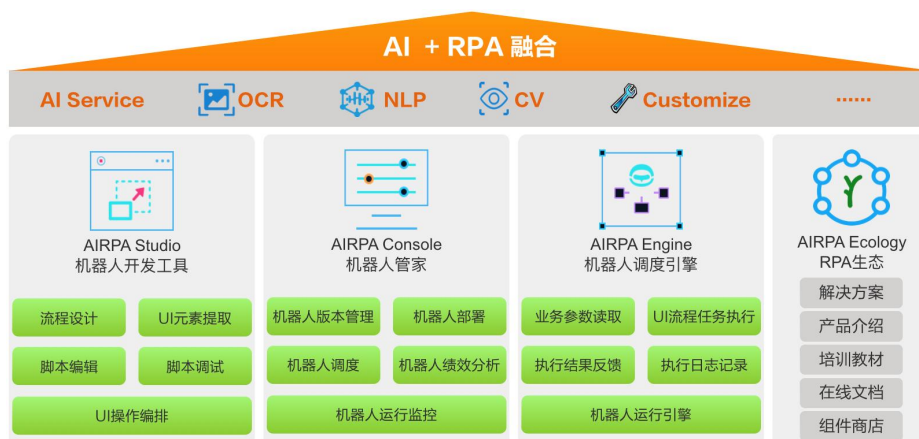 AI + RPA 融合
AI Service OCR NLP CV Customize ......
AIRPA Studio
机器人开发工具
流程设计 UI元素提取
脚本编辑 脚本调试
UI操作编排
AIRPA Console
机器人管家
机器人版本管理 机器人部署
机器人调度 机器人绩效分析
机器人运行监控
AIRPA Engine
机器人调度引擎
业务参数读取 UI流程任务执行
执行结果反馈 执行日志记录
机器人运行引擎
AIRPA Ecology
RPA生态
解决方案
产品介绍
培训教材
在线文档
组件商店